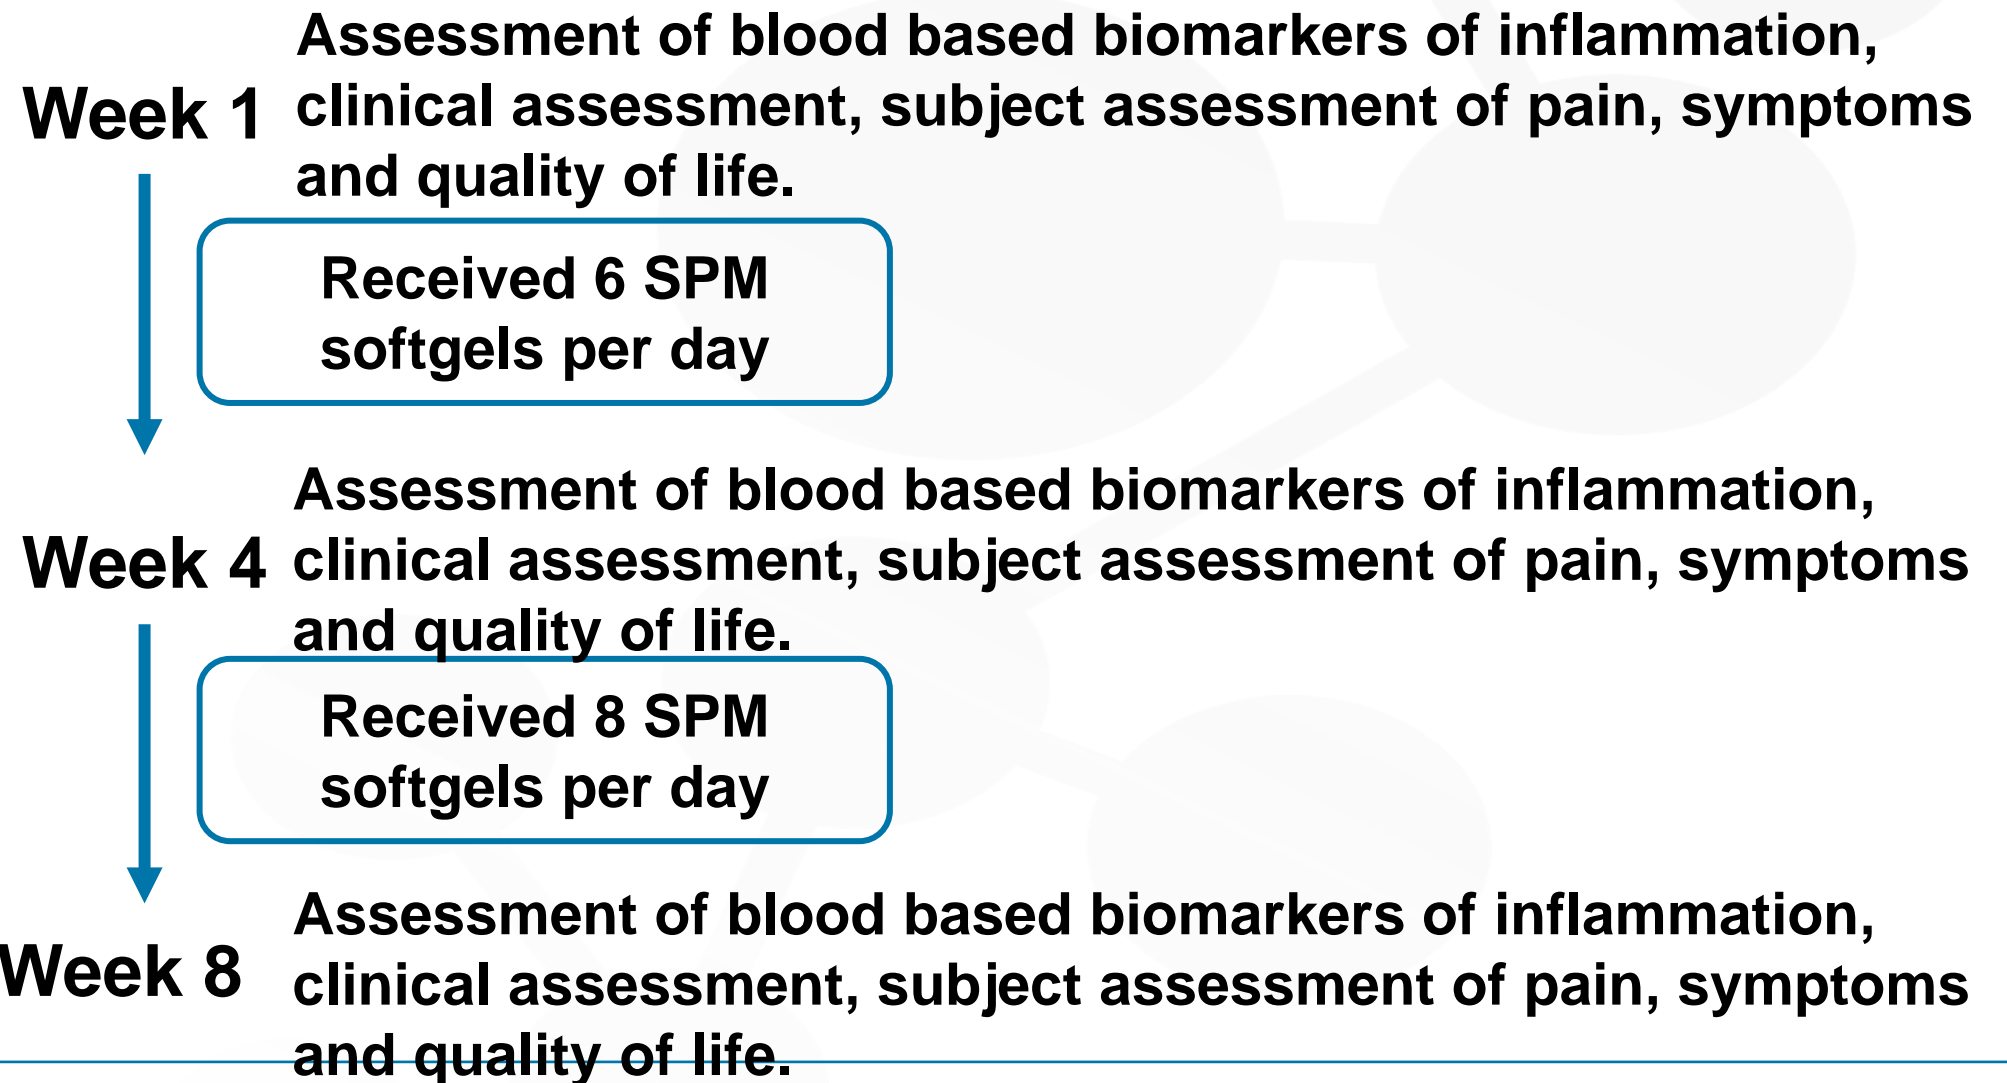 Assessment of blood based biomarkers of inflammation,
Week 1 clinical assessment, subject assessment of pain, symptoms
and quality of life.
Received 6 SPM
softgels per day
Assessment of blood based biomarkers of inflammation,
Week 4 clinical assessment, subject assessment of pain, symptoms
and quality of life.
Received 8 SPM
softgels per day
Assessment of blood based biomarkers of inflammation,
Week 8 clinical assessment, subject assessment of pain, symptoms
and quality of life.